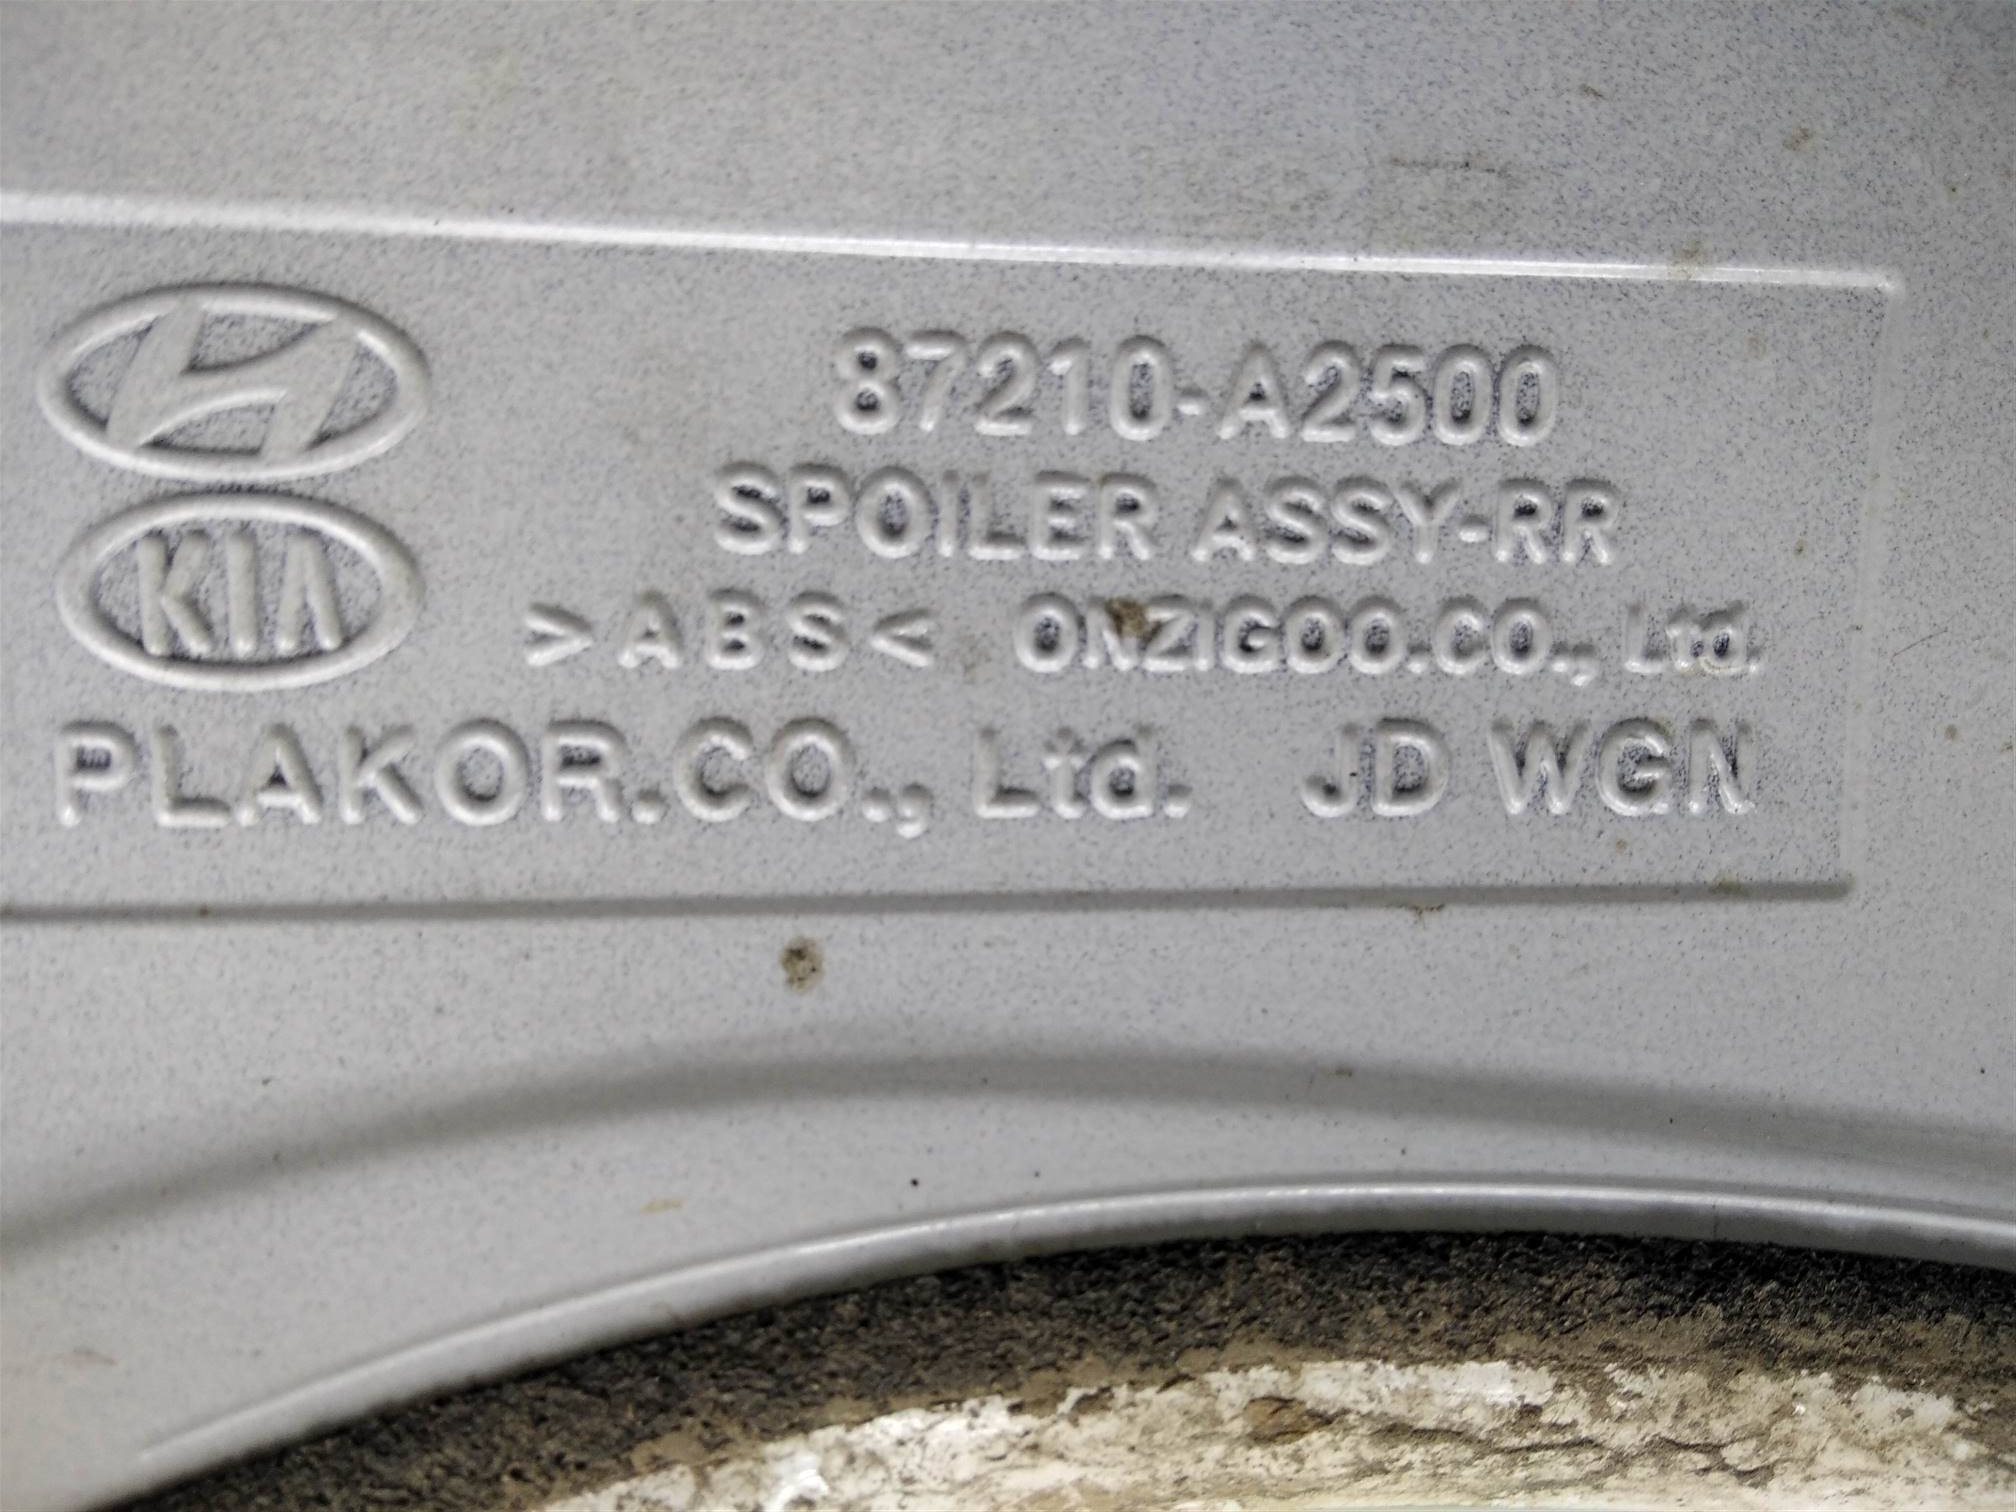 87210-A2500
SPOILER ASSY-RR
KIA >ABS< ONZIGOO.CO., Ltd.
PLAKOR.CO., Ltd. JD WGN